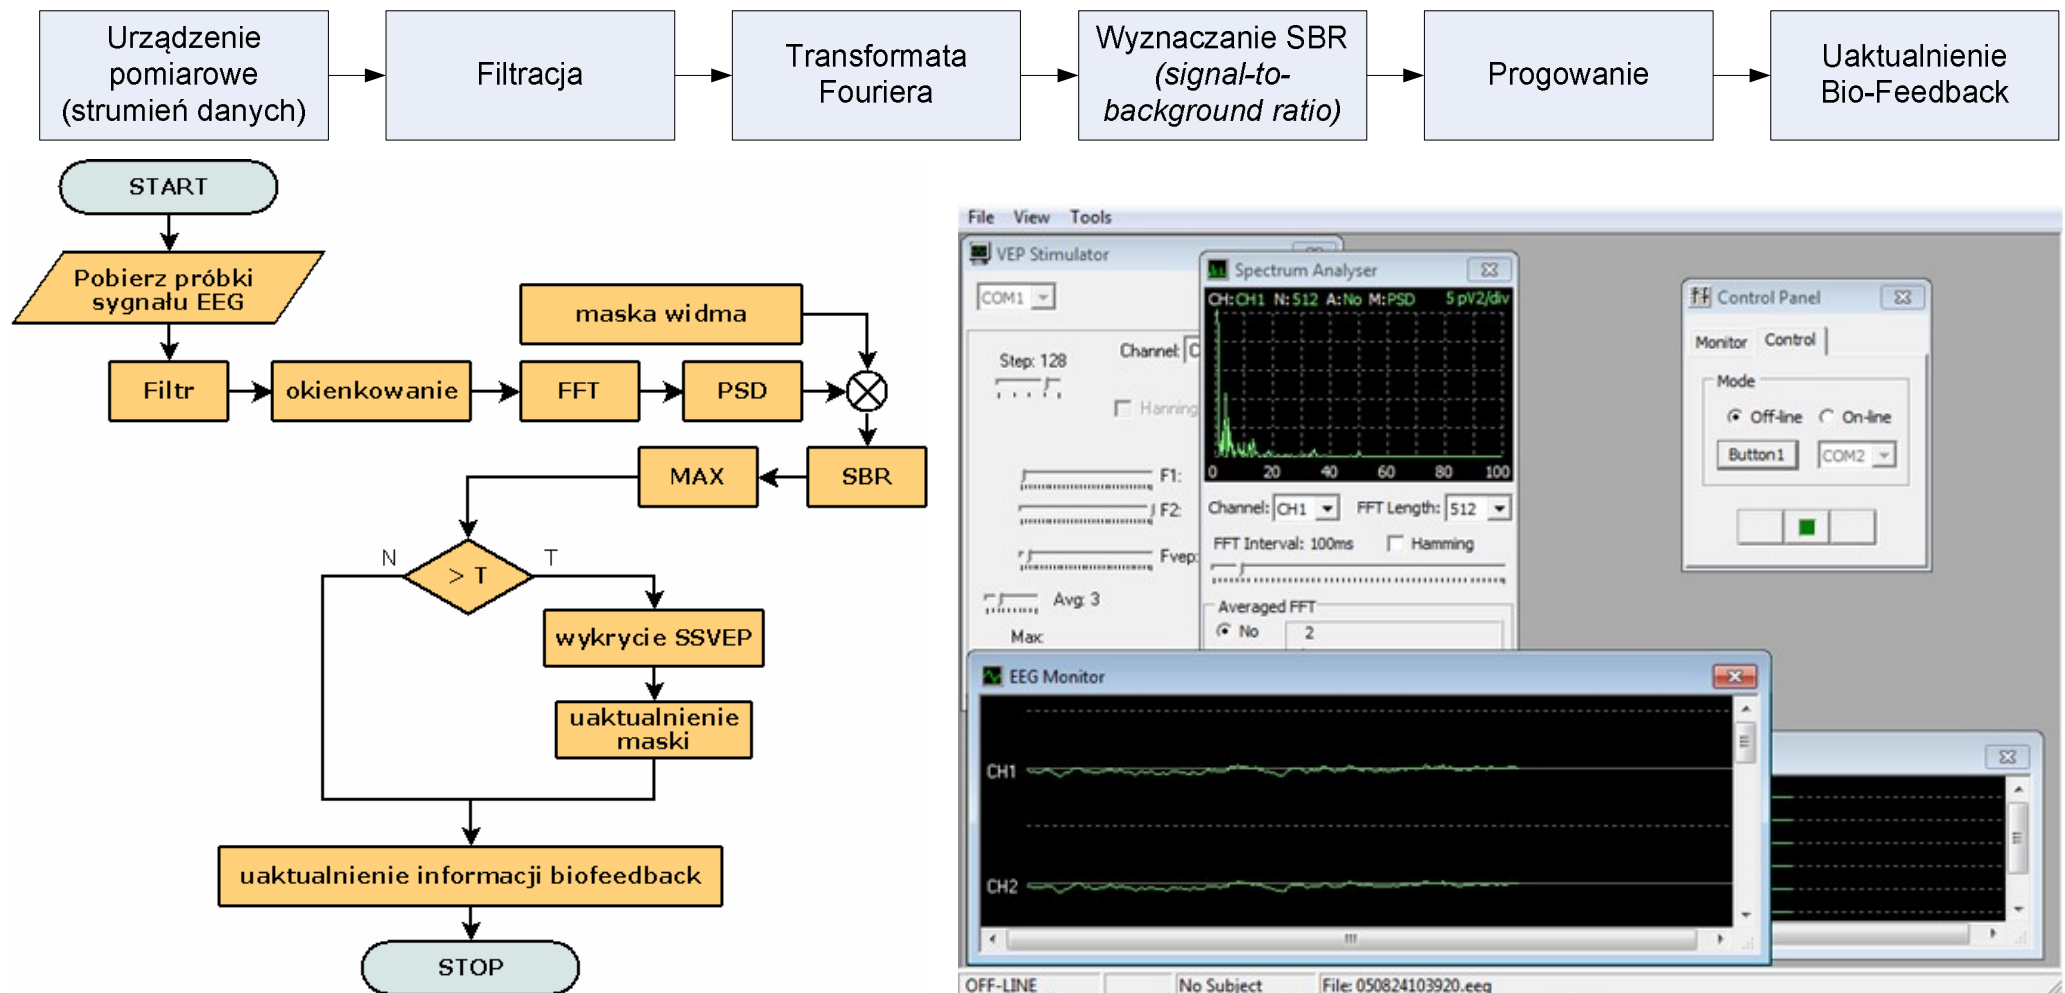 Urządzenie
pomiarowe
(strumień danych)
Filtracja
Transformata
Fouriera
Wyznaczanie SBR
(signal-to-
background ratio)
Progowanie
Uaktualnienie
Bio-Feedback
START
Pobierz próbki
sygnału EEG
maska widma
Filtr
okienkowanie
FFT
PSD
MAX
SBR
N
> T
T
wykrycie SSVEP
uaktualnienie
maski
uaktualnienie informacji biofeedback
STOP
File View Tools
VEP Stimulator
COM1
Step: 128
Channel: C
Hanning
F1:
F2:
Fvep:
Avg: 3
Max:
Spectrum Analyser
CH:CH1 N:512 A:No M:PSD 5 pV2/div
0 20 40 60 80 100
Channel: CH1 FFT Length: 512
FFT Interval: 100ms Hamming
Averaged FFT
No 2
Control Panel
Monitor Control
Mode
Off-line On-line
Button1 COM2
EEG Monitor
CH1
CH2
OFF-LINE No Subject File: 050824103920.eeg